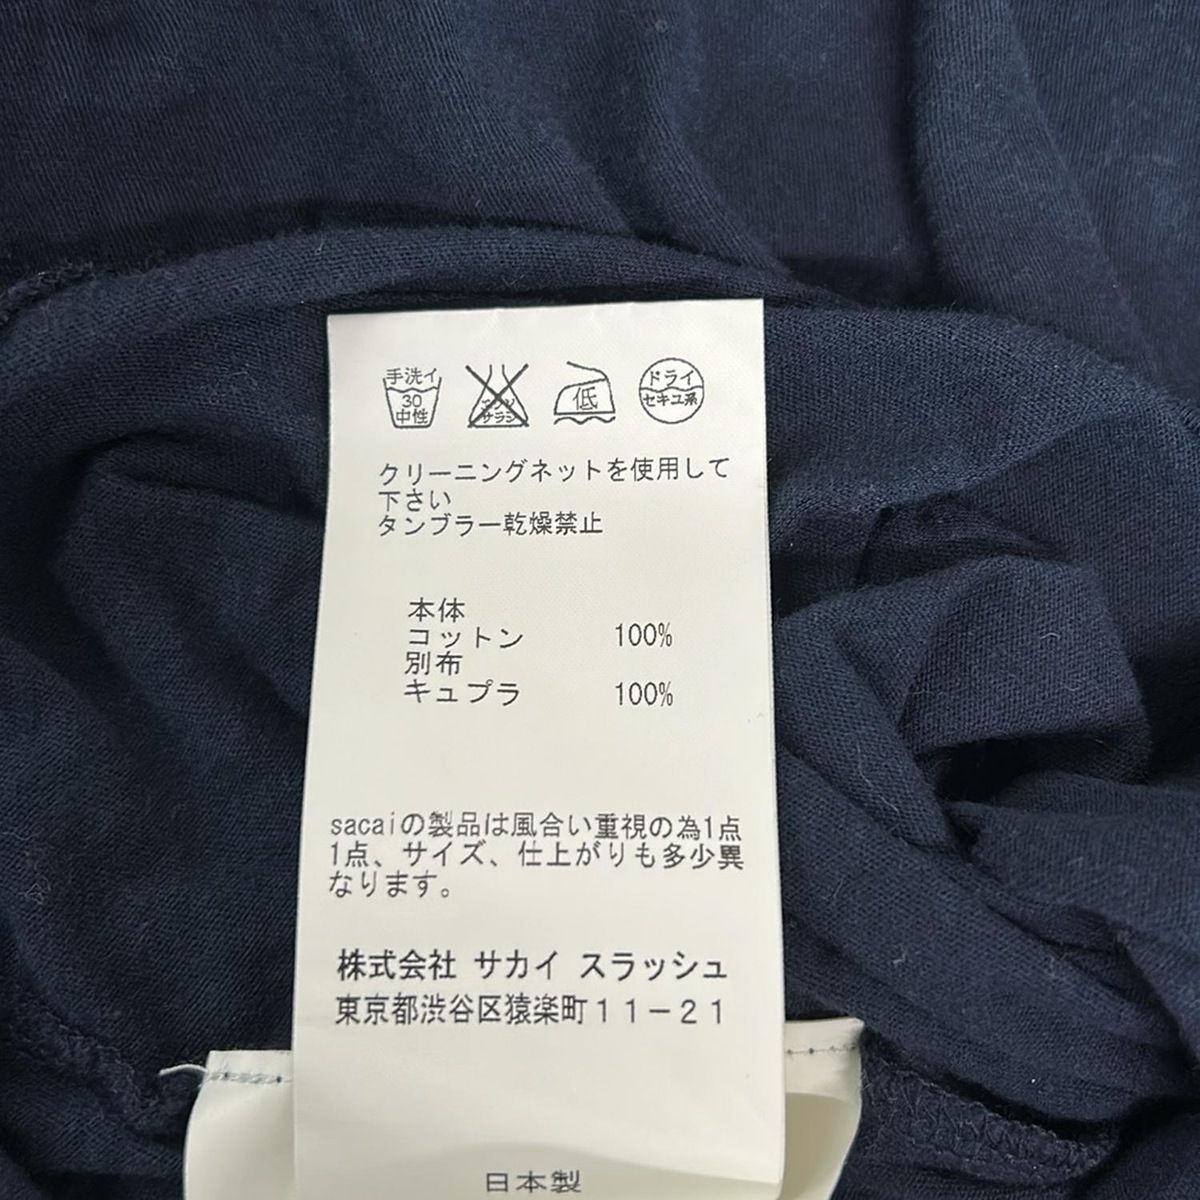 手洗イ
30
中性
エンソ
サラシ
低
ドライ
セキユ系
クリーニングネットを使用して
下さい
タンブラー乾燥禁止
本体
コットン 100%
別布
キュプラ 100%
sacaiの製品は風合い重視の為1点
1点、サイズ、仕上がりも多少異
なります。
株式会社 サカイ スラッシュ
東京都渋谷区猿楽町11-21
日本製